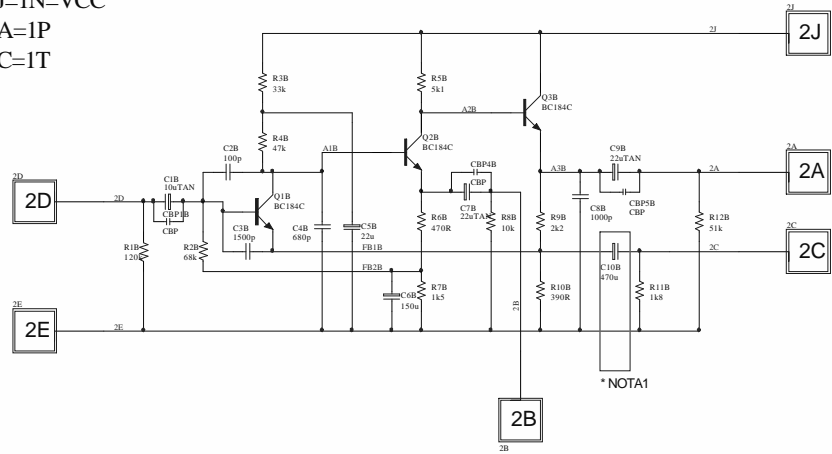 J=1N=VCC
A=1P
C=1T
2J
2J
2J
R3B
33k
R5B
5k1
Q3B
BC184C
A2B
R4B
47k
C2B
100p
A1B
Q2B
BC184C
C9B
22uTAN
2A
2A
2A
CBP5B
CBP
A3B
CBP4B
CBP
C7B
22uTAN
2D
2D
2D
C1B
10uTAN
CBP1B
CBP
Q1B
BC184C
C3B
1500p
C4B
680p
C5B
22u
R6B
470R
R8B
10k
R9B
2k2
C8B
1000p
R12B
51k
R1B
120k
R2B
68k
FB1B
FB2B
C6B
150u
R7B
1k5
R10B
390R
C10B
470u
R11B
1k8
2C
2C
2C
2E
2E
2E
2B
* NOTA1
2B
2B